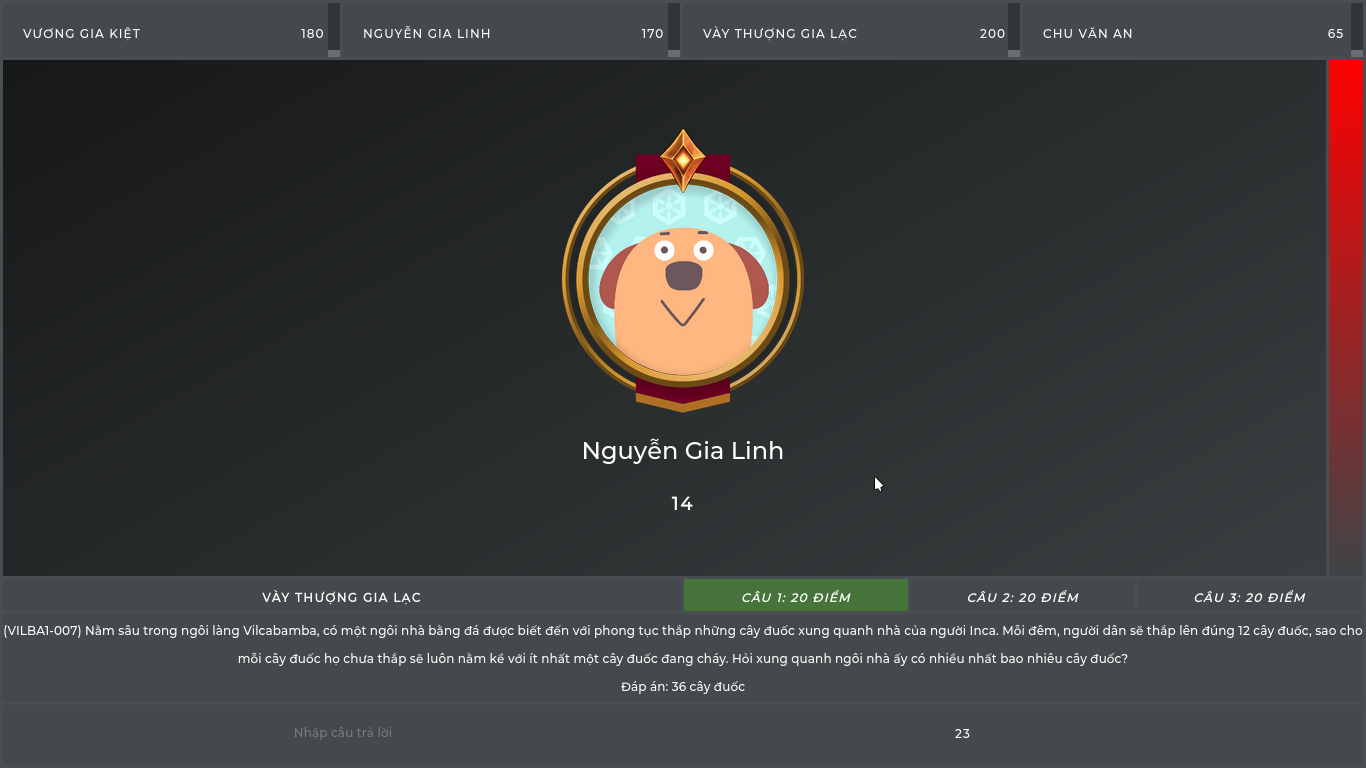 VƯƠNG GIA KIỆT 180
NGUYỄN GIA LINH 170
VÀY THƯỢNG GIA LẠC 200
CHU VĂN AN 65
Nguyễn Gia Linh
14
VÀY THƯỢNG GIA LẠC
CÂU 1: 20 ĐIỂM
CÂU 2: 20 ĐIỂM
CÂU 3: 20 ĐIỂM
(VILBA1-007) Nằm sâu trong ngôi làng Vilcabamba, có một ngôi nhà bằng đá được biết đến với phong tục thắp những cây đuốc xung quanh nhà của người Inca. Mỗi đêm, người dân sẽ thắp lên đúng 12 cây đuốc, sao cho
mỗi cây đuốc họ chưa thắp sẽ luôn nằm kề với ít nhất một cây đuốc đang cháy. Hỏi xung quanh ngôi nhà ấy có nhiều nhất bao nhiêu cây đuốc?
Đáp án: 36 cây đuốc
Nhập câu trả lời
23